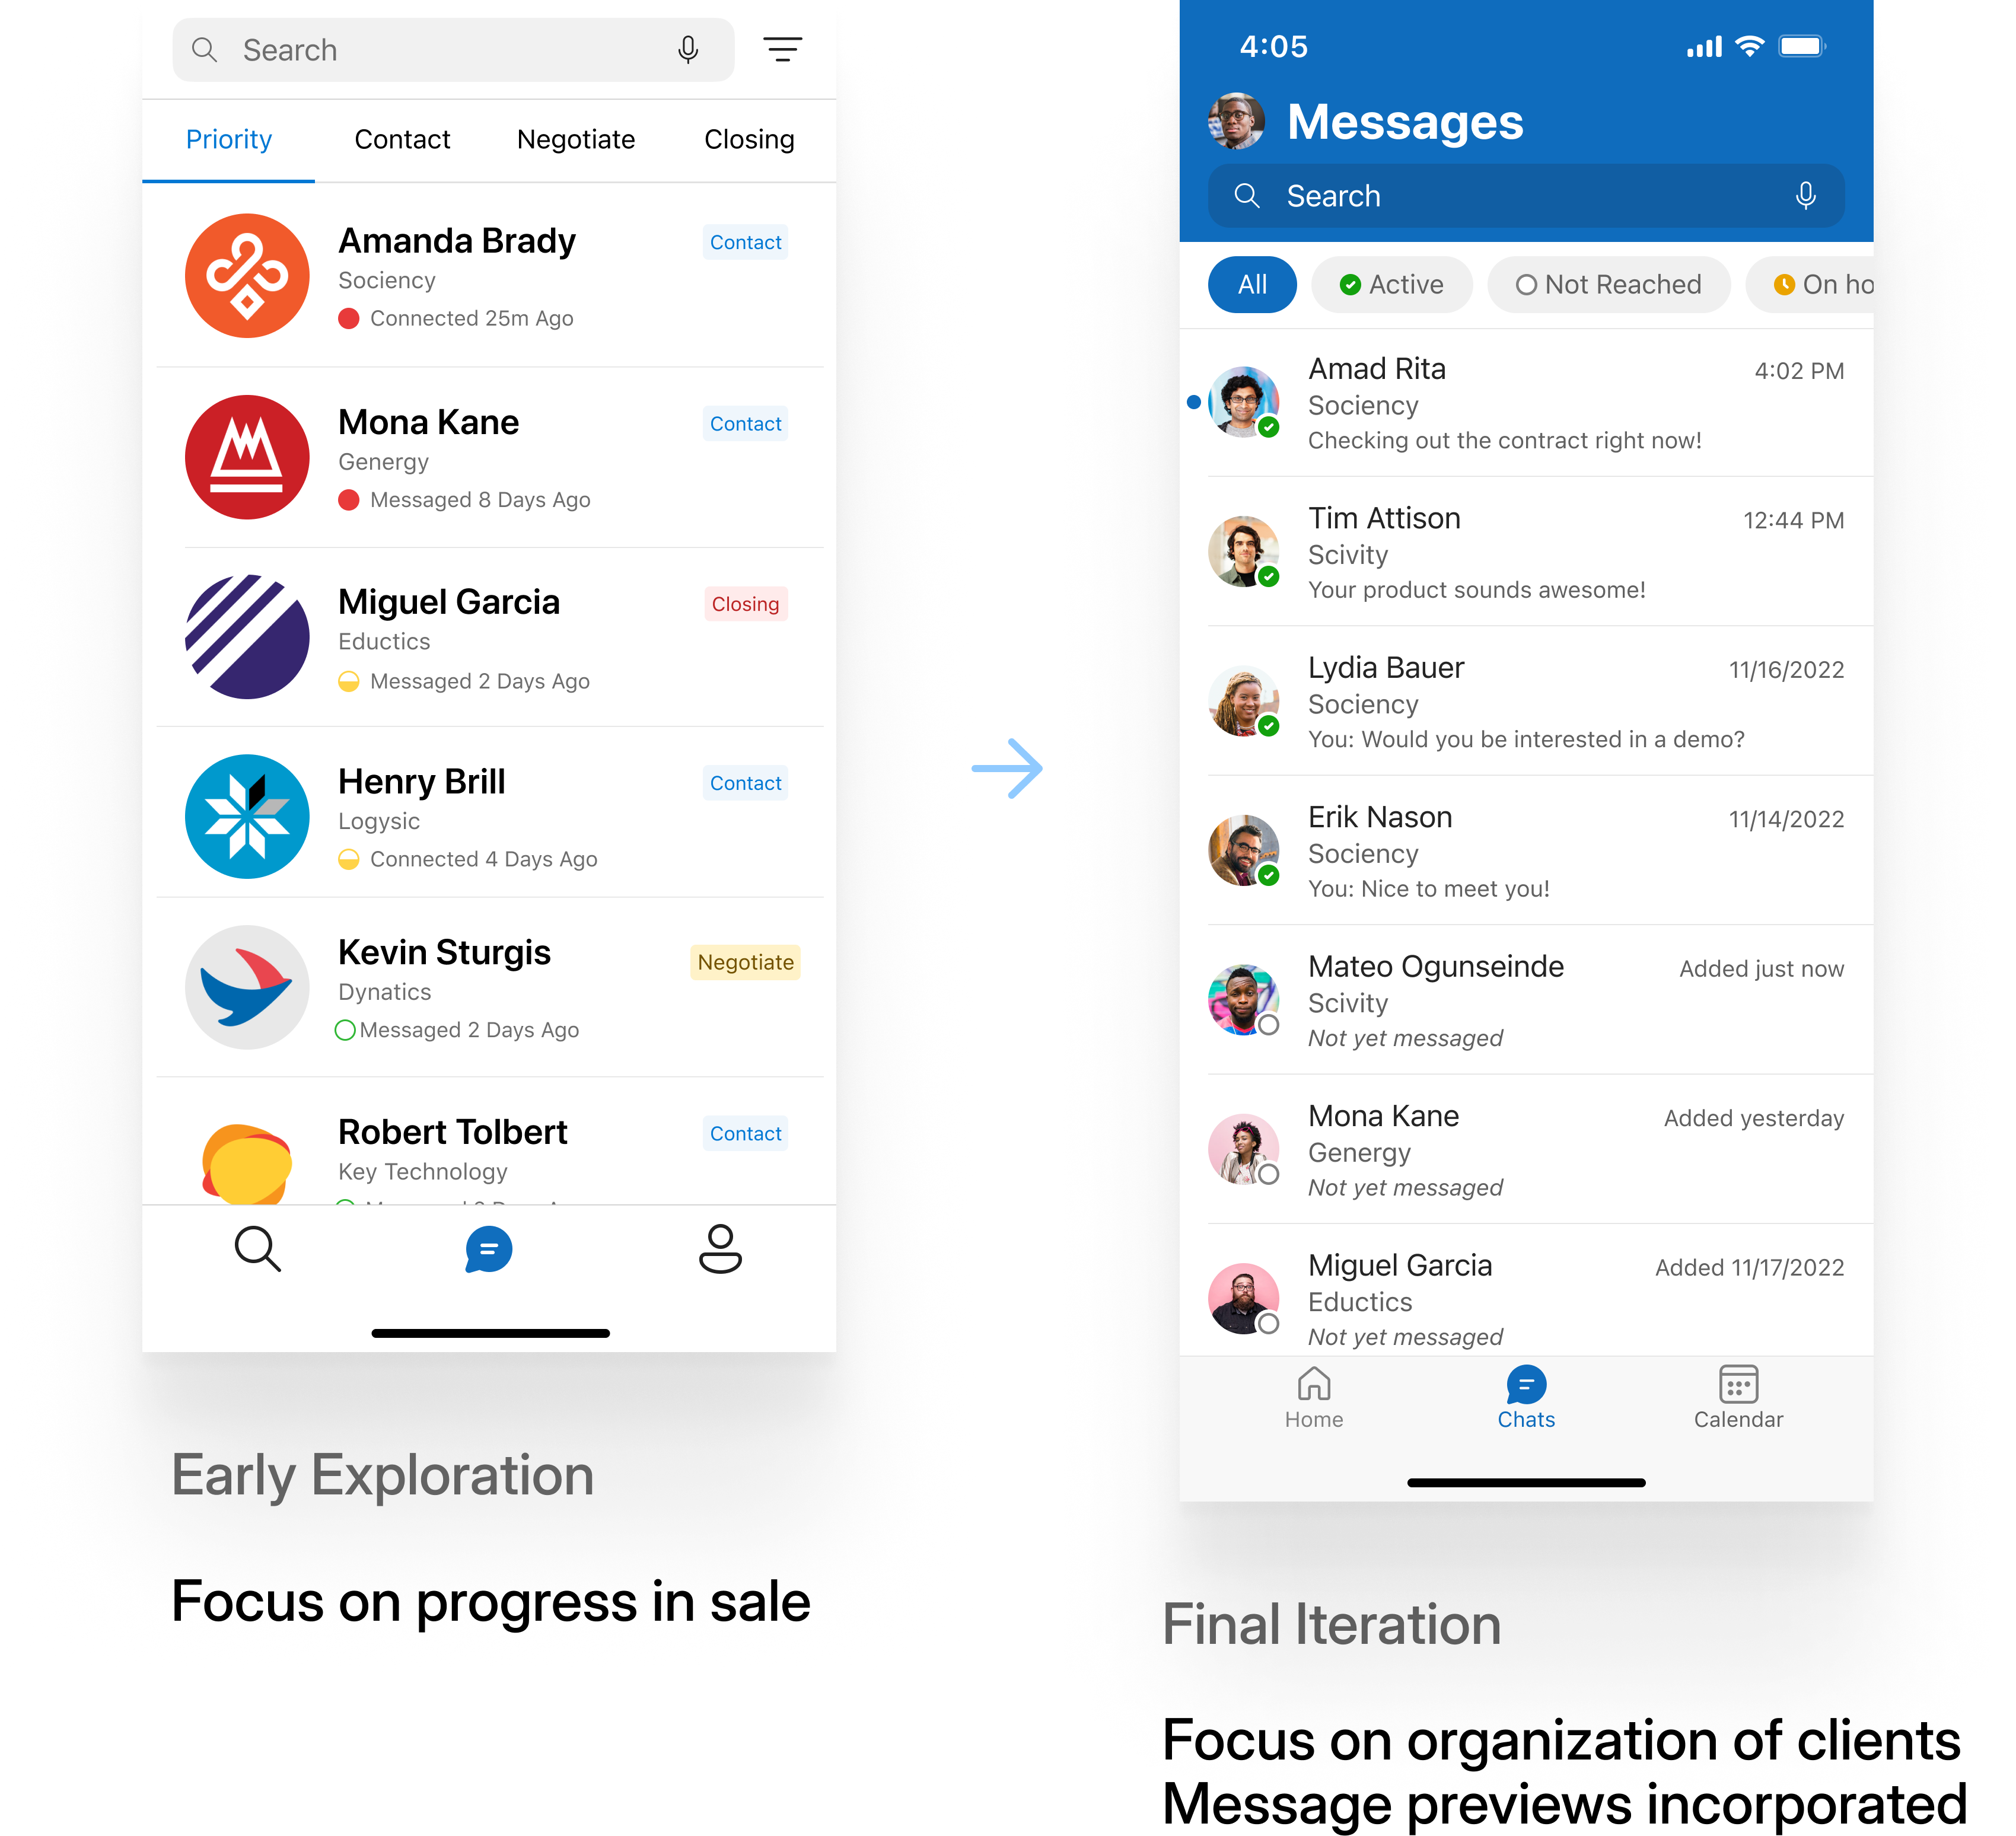 Search
Priority Contact Negotiate Closing
Amanda Brady
Contact
Sociency
Connected 25m Ago
Mona Kane
Contact
Genergy
Messaged 8 Days Ago
Miguel Garcia
Closing
Eductics
Messaged 2 Days Ago
Henry Brill
Contact
Logysic
Connected 4 Days Ago
Kevin Sturgis
Negotiate
Dynatics
Messaged 2 Days Ago
Robert Tolbert
Contact
Key Technology
Early Exploration
Focus on progress in sale
4:05
Messages
Search
All Active Not Reached On ho
Amad Rita 4:02 PM
Sociency
Checking out the contract right now!
Tim Attison 12:44 PM
Scivity
Your product sounds awesome!
Lydia Bauer 11/16/2022
Sociency
You: Would you be interested in a demo?
Erik Nason 11/14/2022
Sociency
You: Nice to meet you!
Mateo Ogunseinde Added just now
Scivity
Not yet messaged
Mona Kane Added yesterday
Genergy
Not yet messaged
Miguel Garcia Added 11/17/2022
Eductics
Not yet messaged
Home Chats Calendar
Final Iteration
Focus on organization of clients
Message previews incorporated